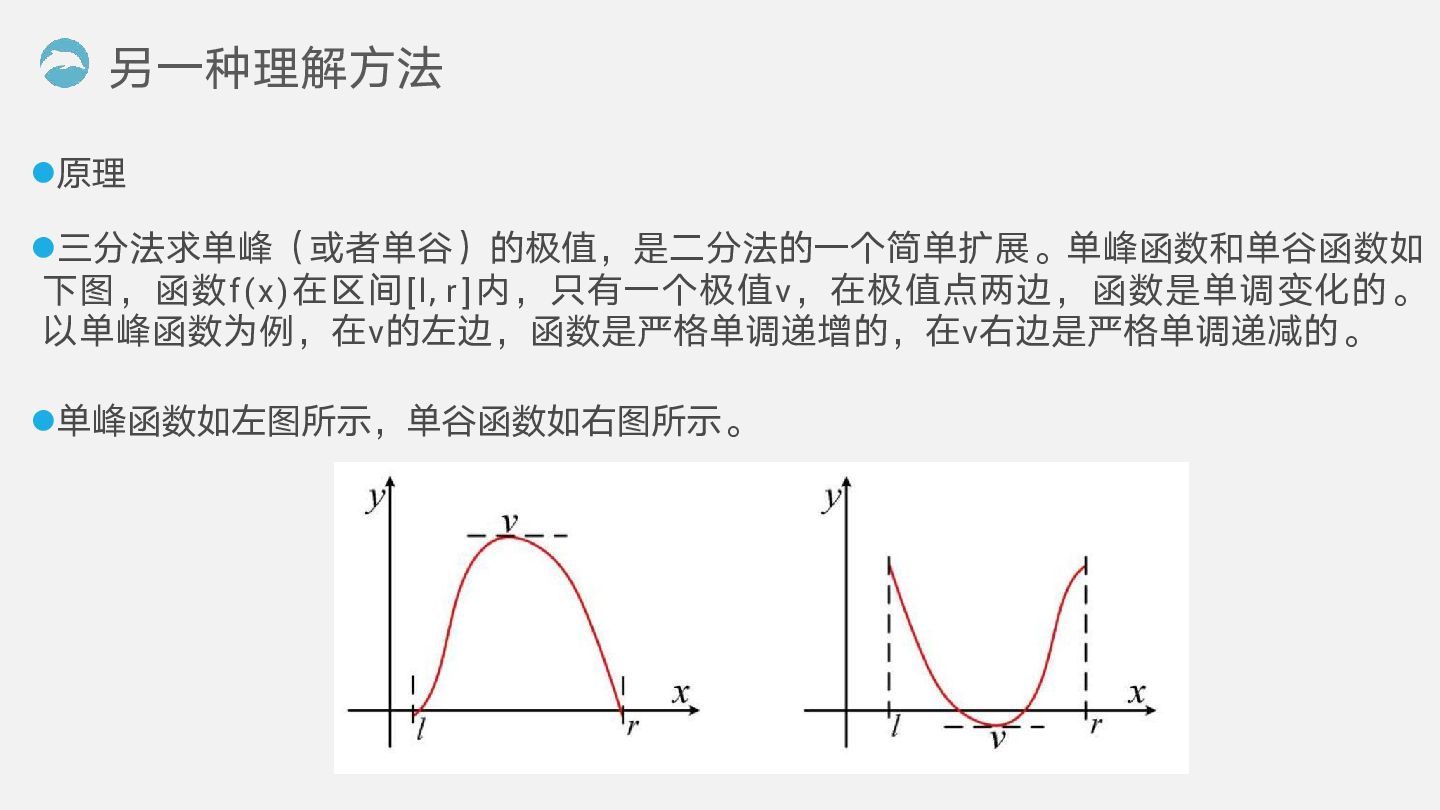 另一种理解方法
●原理
●三分法求单峰（或者单谷）的极值，是二分法的一个简单扩展。单峰函数和单谷函数如
下图，函数f(x)在区间[l,r]内，只有一个极值v，在极值点两边，函数是单调变化的。
以单峰函数为例，在v的左边，函数是严格单调递增的，在v右边是严格单调递减的。
●单峰函数如左图所示，单谷函数如右图所示。
y
v
l
r
x
y
l
v
r
x